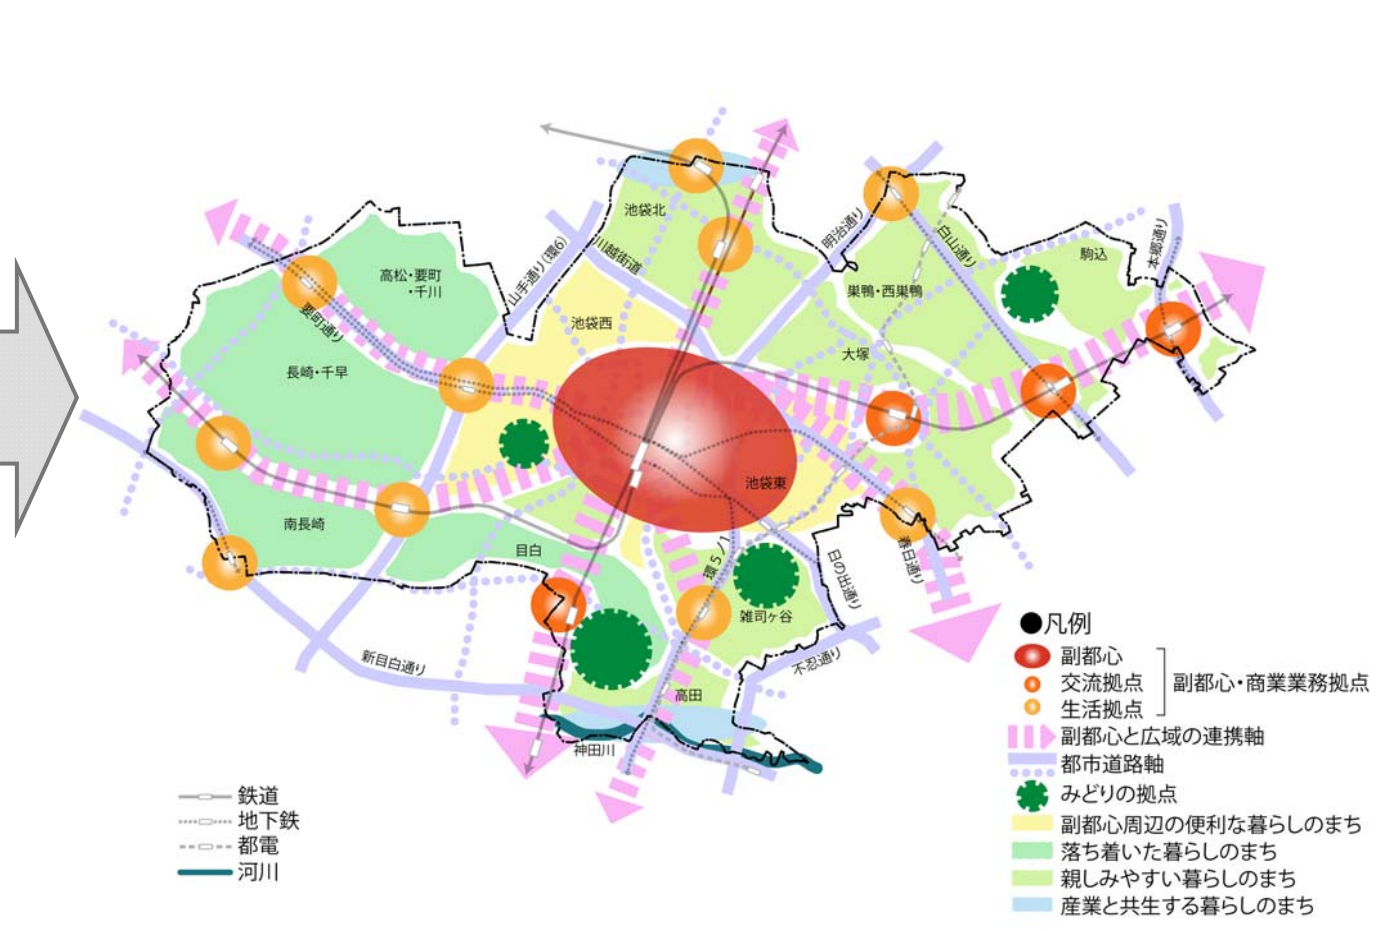 池袋北
川越街道
山手通り(環6)
明治通り
白山通り
駒込
本郷通り
高松・要町
・千川
巣鴨・西巣鴨
要町通り
池袋西
大塚
長崎・千早
池袋東
南長崎
目白
環5ノ1
日の出通り
春日通り
雑司ヶ谷
不忍通り
新目白通り
高田
神田川
●凡例
副都心
交流拠点
副都心・商業業務拠点
生活拠点
副都心と広域の連携軸
都市道路軸
みどりの拠点
副都心周辺の便利な暮らしのまち
落ち着いた暮らしのまち
親しみやすい暮らしのまち
産業と共生する暮らしのまち
鉄道
地下鉄
都電
河川